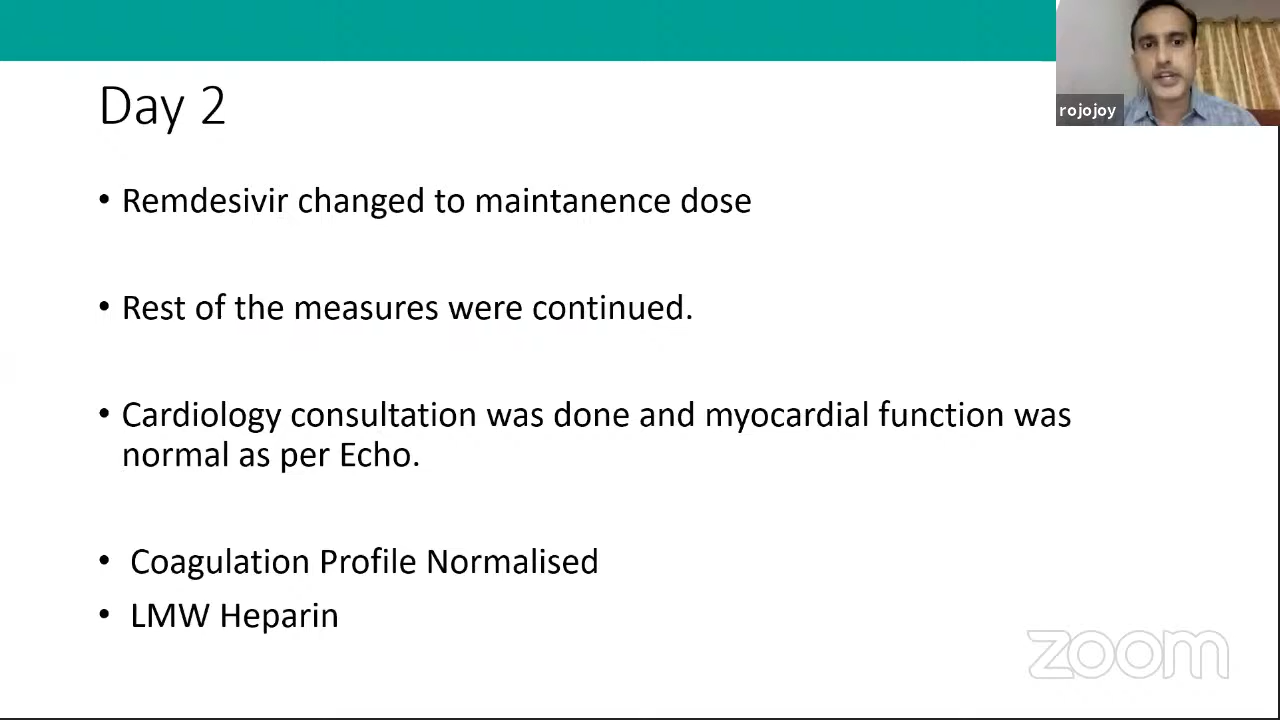 rojojoy
Day 2
• Remdesivir changed to maintanence dose
• Rest of the measures were continued.
• Cardiology consultation was done and myocardial function was
normal as per Echo.
• Coagulation Profile Normalised
• LMW Heparin
zoom